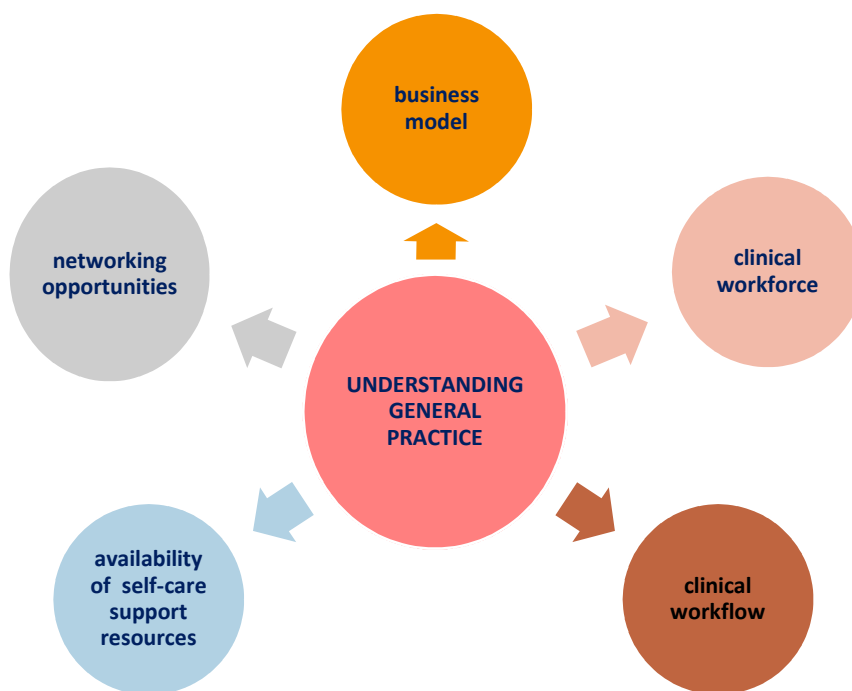 business
model
networking
opportunities
clinical
workforce
UNDERSTANDING
GENERAL
PRACTICE
availability
of self-care
support
resources
clinical
workflow